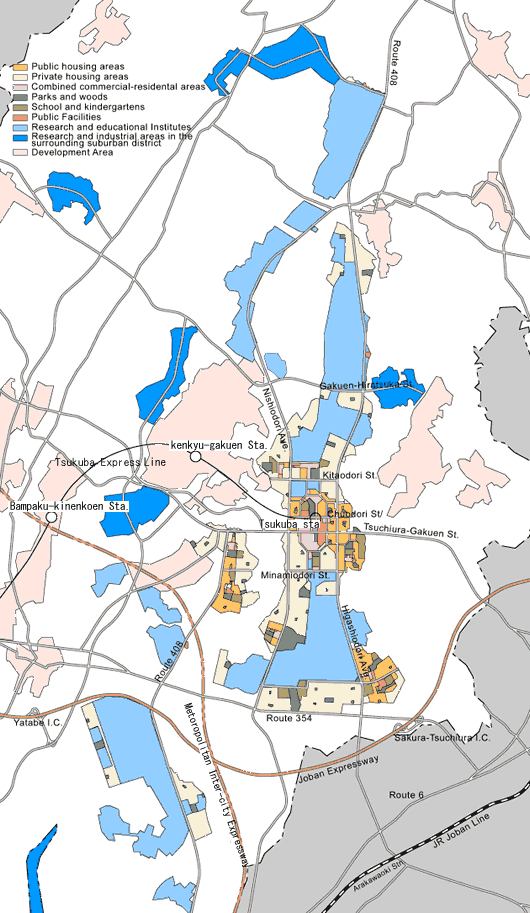 Public housing areas
Private housing areas
Combined commercial-residential areas
Parks and woods
School and kindergartens
Public Facilities
Research and educational Institutes
Research and industrial areas in the
surrounding suburban district
Development Area
Route 408
Gakuen-Hiratsuka St.
Nishiodori Ave.
kenkyu-gakuen Sta.
Tsukuba Express Line
Kitaodori St.
Bampaku-kinenkoen Sta.
Chuodori St/
Tsukuba sta
Tsuchiura-Gakuen St.
Minamiodori St.
Higashiodori Ave.
Route 408
Metoropolitan Inter-city Expressway
Route 354
Yatabe I.C.
Sakura-Tsuchiura I.C.
Joban Expressway
Route 6
JR Joban Line
Arakawaoki Stn.